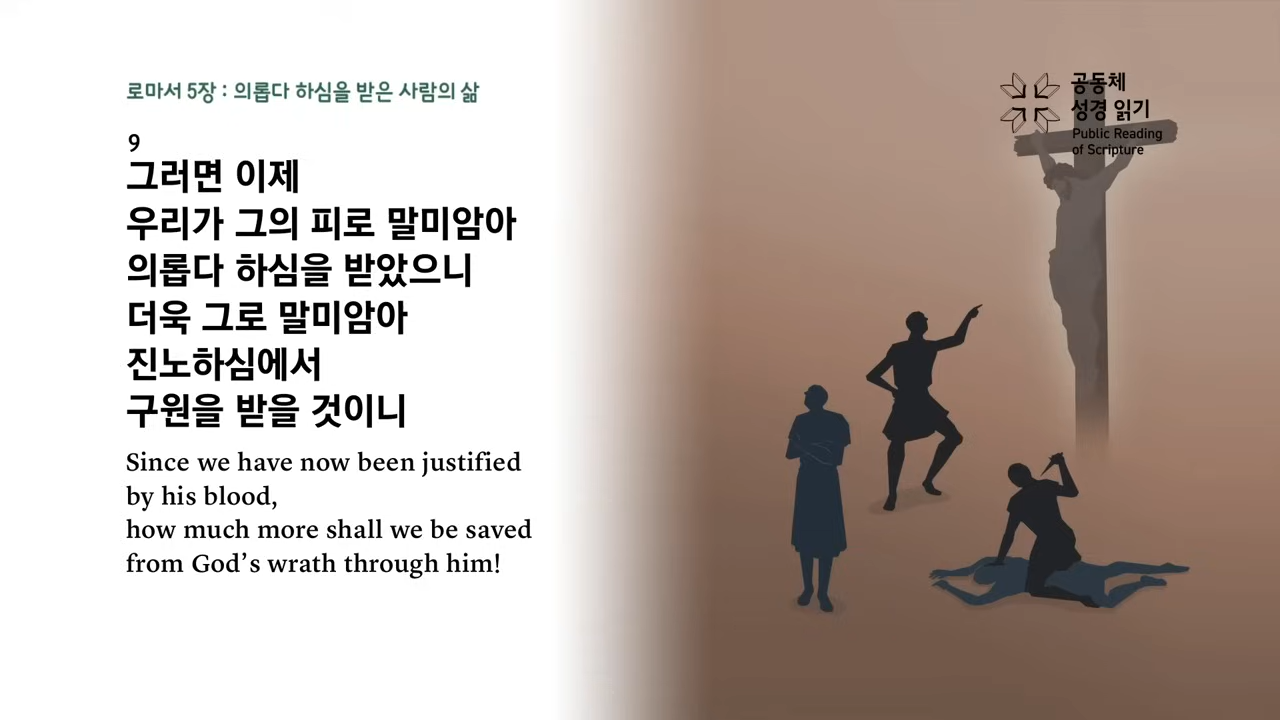 로마서 5장 : 의롭다 하심을 받은 사람의 삶
9
그러면 이제
우리가 그의 피로 말미암아
의롭다 하심을 받았으니
더욱 그로 말미암아
진노하심에서
구원을 받을 것이니
Since we have now been justified
by his blood,
how much more shall we be saved
from God’s wrath through him!
공동체
성경 읽기
Public Reading
of Scripture